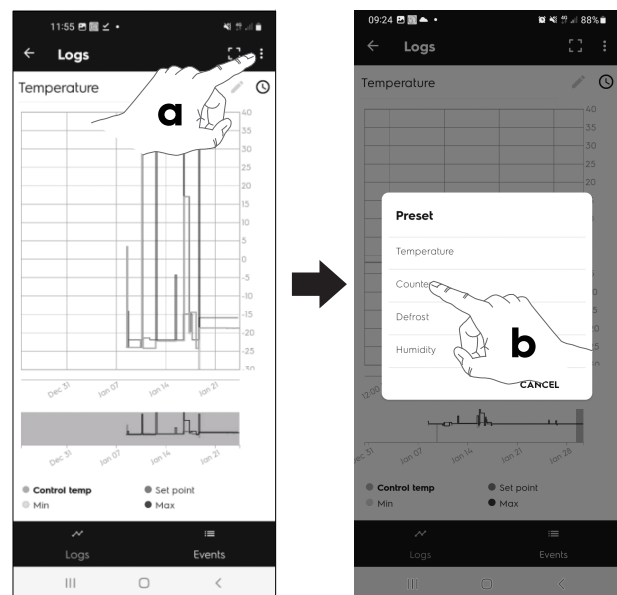 11:55
Logs
Temperature
a
40
35
30
25
20
15
10
5
0
-5
-10
-15
-20
-25
Dec 31
Jan 07
Jan 14
Jan 21
Dec 31
Jan 07
Jan 14
Jan 21
Control temp
Set point
Min
Max
Logs
Events
09:24
88%
Logs
Temperature
40
35
30
25
20
Preset
Temperature
Counter
Defrost
Humidity
b
CANCEL
12:00
Jan 07
Jan 14
Jan 21
Jan 28
Control temp
Set point
Min
Max
Logs
Events